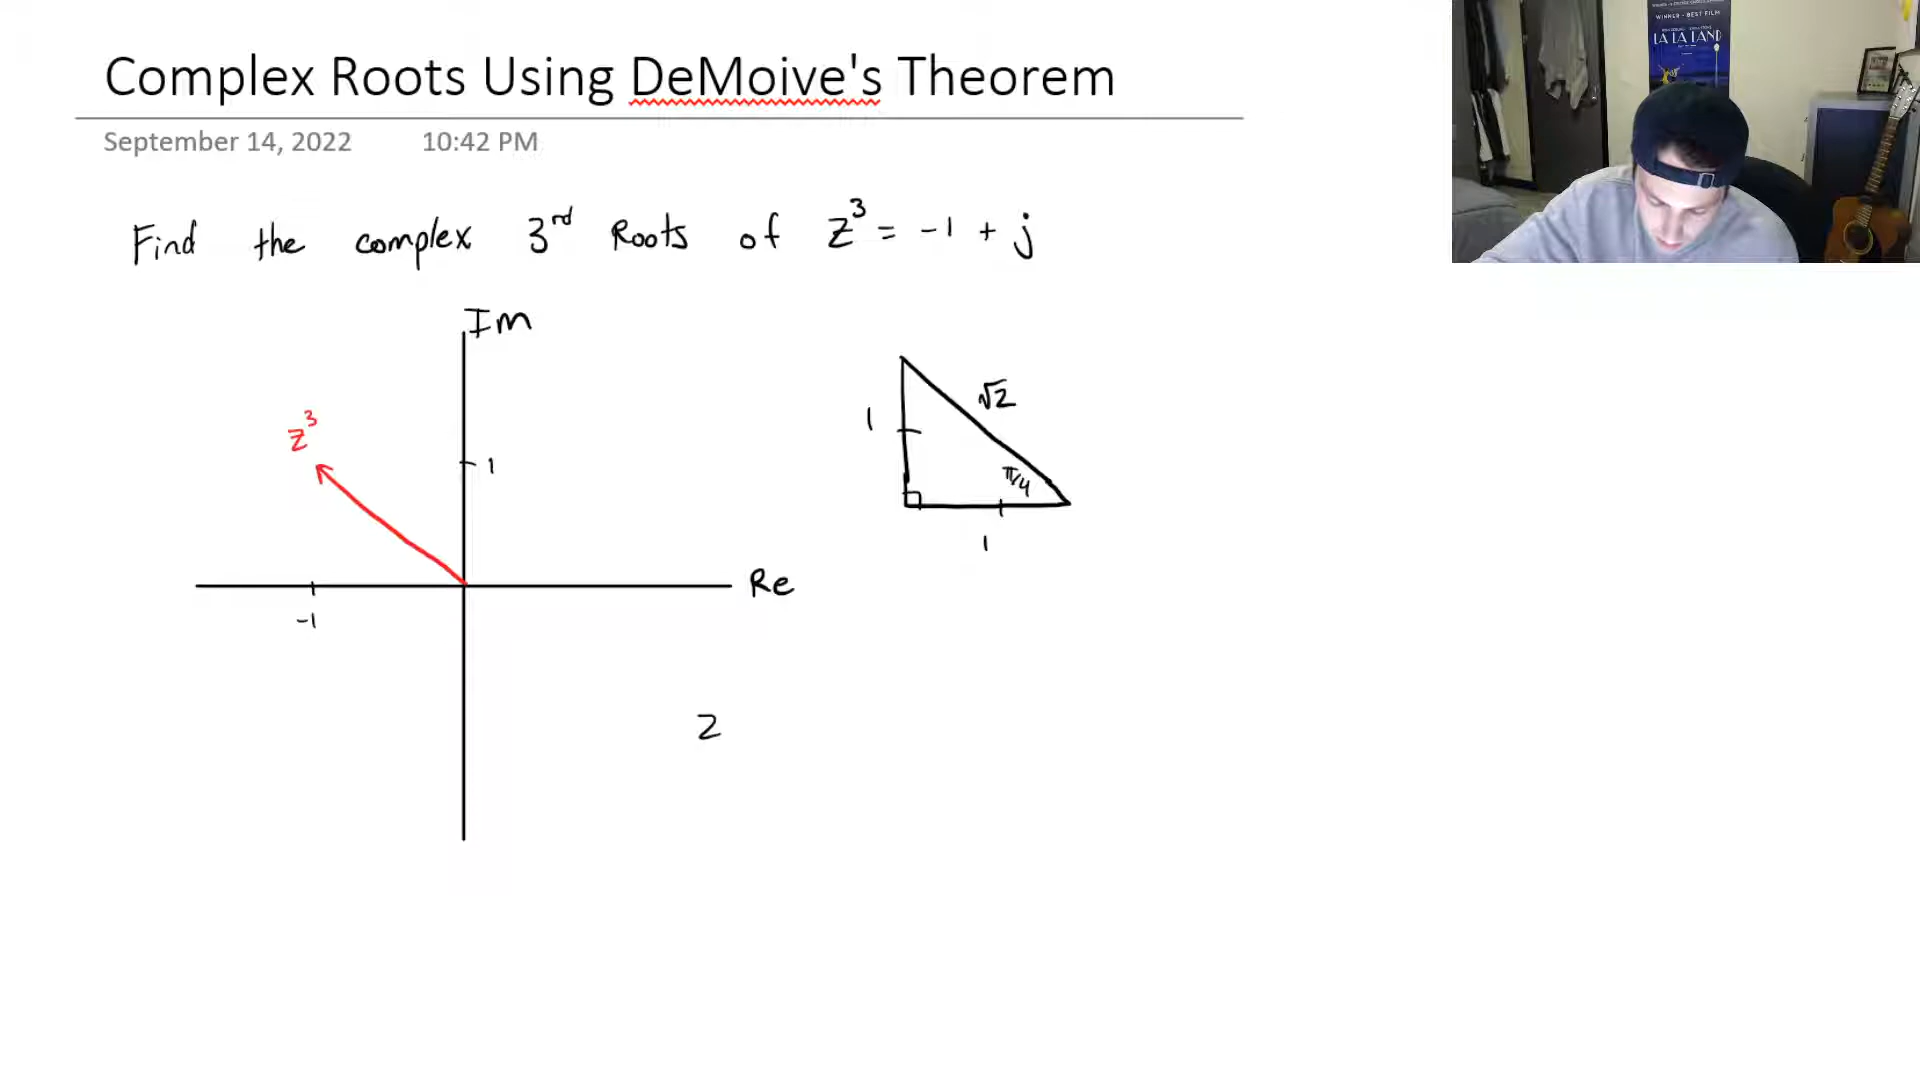 Complex Roots Using DeMoive's Theorem
September 14, 2022 10:42 PM
Find the complex 3rd Roots of z³ = -1 + j
Im
z³
1
-1
Re
1
√2
π/4
1
z
WINNER - BEST FILM
LA LA LAND